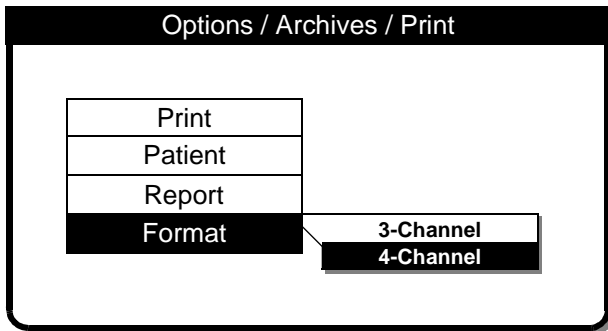 Options / Archives / Print
Print
Patient
Report
Format
3-Channel
4-Channel